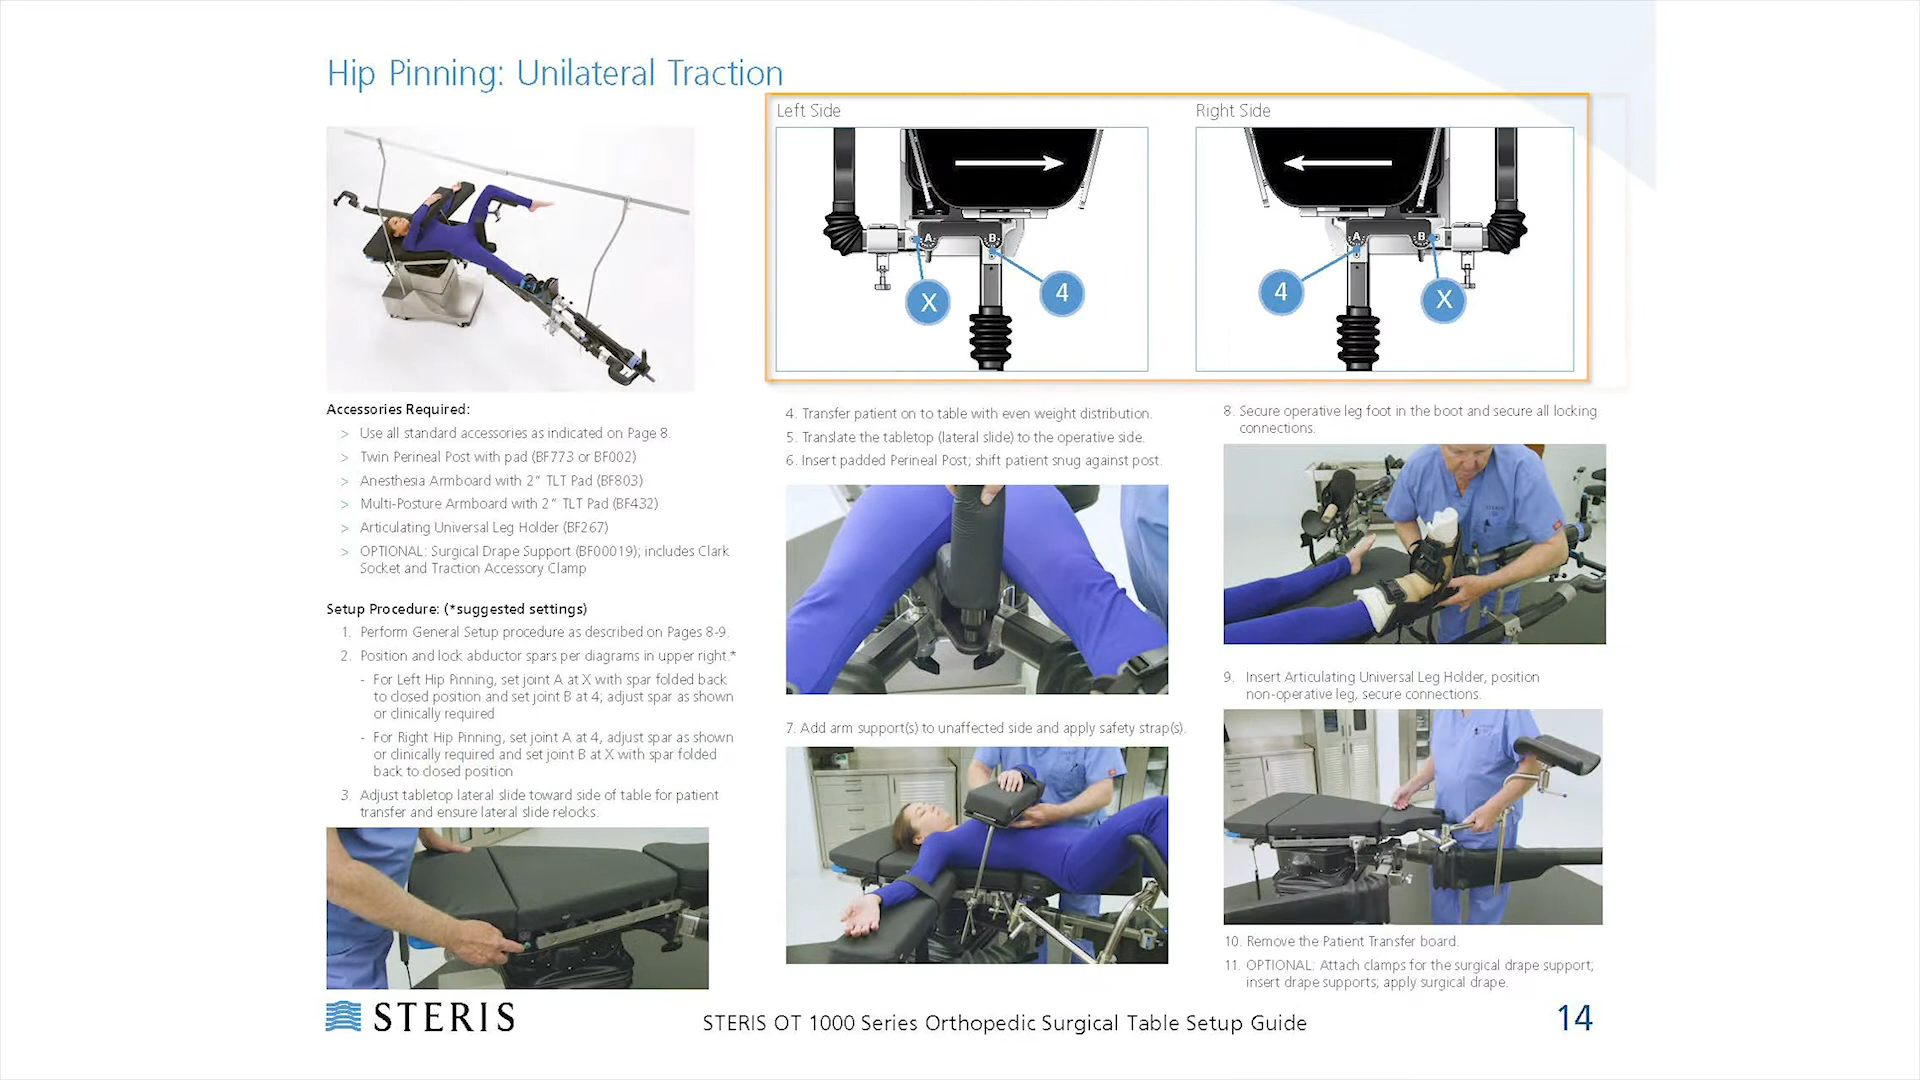 Hip Pinning: Unilateral Traction
Left Side
Right Side
A
B
X
4
A
B
4
X
Accessories Required:
> Use all standard accessories as indicated on Page 8.
> Twin Perineal Post with pad (BF773 or BF002)
> Anesthesia Armboard with 2" TLT Pad (BF803)
> Multi-Posture Armboard with 2" TLT Pad (BF432)
> Articulating Universal Leg Holder (BF267)
> OPTIONAL: Surgical Drape Support (BF00019); includes Clark
Socket and Traction Accessory Clamp
Setup Procedure: (*suggested settings)
1. Perform General Setup procedure as described on Pages 8-9.
2. Position and lock abductor spars per diagrams in upper right.*
- For Left Hip Pinning, set joint A at X with spar folded back
to closed position and set joint B at 4; adjust spar as shown
or clinically required
- For Right Hip Pinning, set joint A at 4, adjust spar as shown
or clinically required and set joint B at X with spar folded
back to closed position
3. Adjust tabletop lateral slide toward side of table for patient
transfer and ensure lateral slide relocks.
4. Transfer patient on to table with even weight distribution.
5. Translate the tabletop (lateral slide) to the operative side.
6. Insert padded Perineal Post; shift patient snug against post.
7. Add arm support(s) to unaffected side and apply safety strap(s).
8. Secure operative leg foot in the boot and secure all locking
connections.
STERIS
9. Insert Articulating Universal Leg Holder, position
non-operative leg, secure connections.
10. Remove the Patient Transfer board.
11. OPTIONAL: Attach clamps for the surgical drape support;
insert drape supports; apply surgical drape.
STERIS
STERIS OT 1000 Series Orthopedic Surgical Table Setup Guide
14